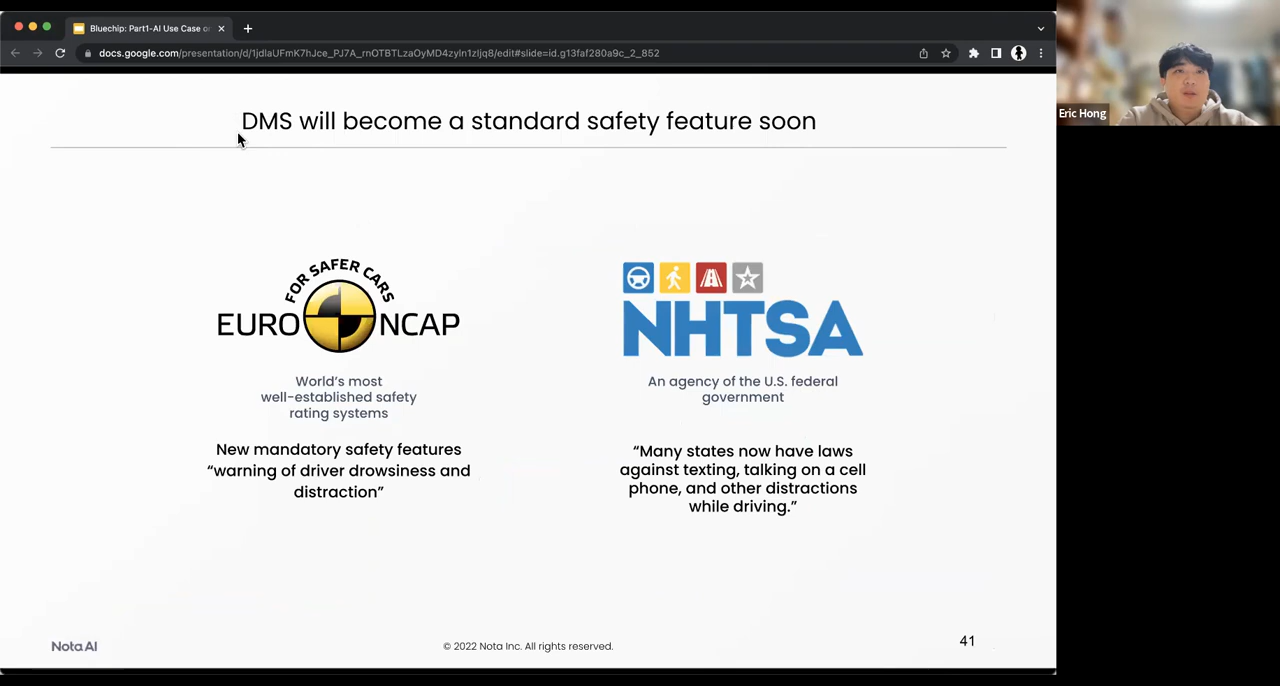 Bluechip: Part1-AI Use Case o
docs.google.com/presentation/d/1jdlaUFmK7hJce_PJ7A_rnOTBTLzaOyMD4zyln1zljq8/edit#slide=id.g13faf280a9c_2_852
Eric Hong
DMS will become a standard safety feature soon
FOR SAFER CARS
EURO NCAP
World's most
well-established safety
rating systems
New mandatory safety features
“warning of driver drowsiness and
distraction”
NHTSA
An agency of the U.S. federal
government
“Many states now have laws
against texting, talking on a cell
phone, and other distractions
while driving.”
Nota AI
© 2022 Nota Inc. All rights reserved.
41